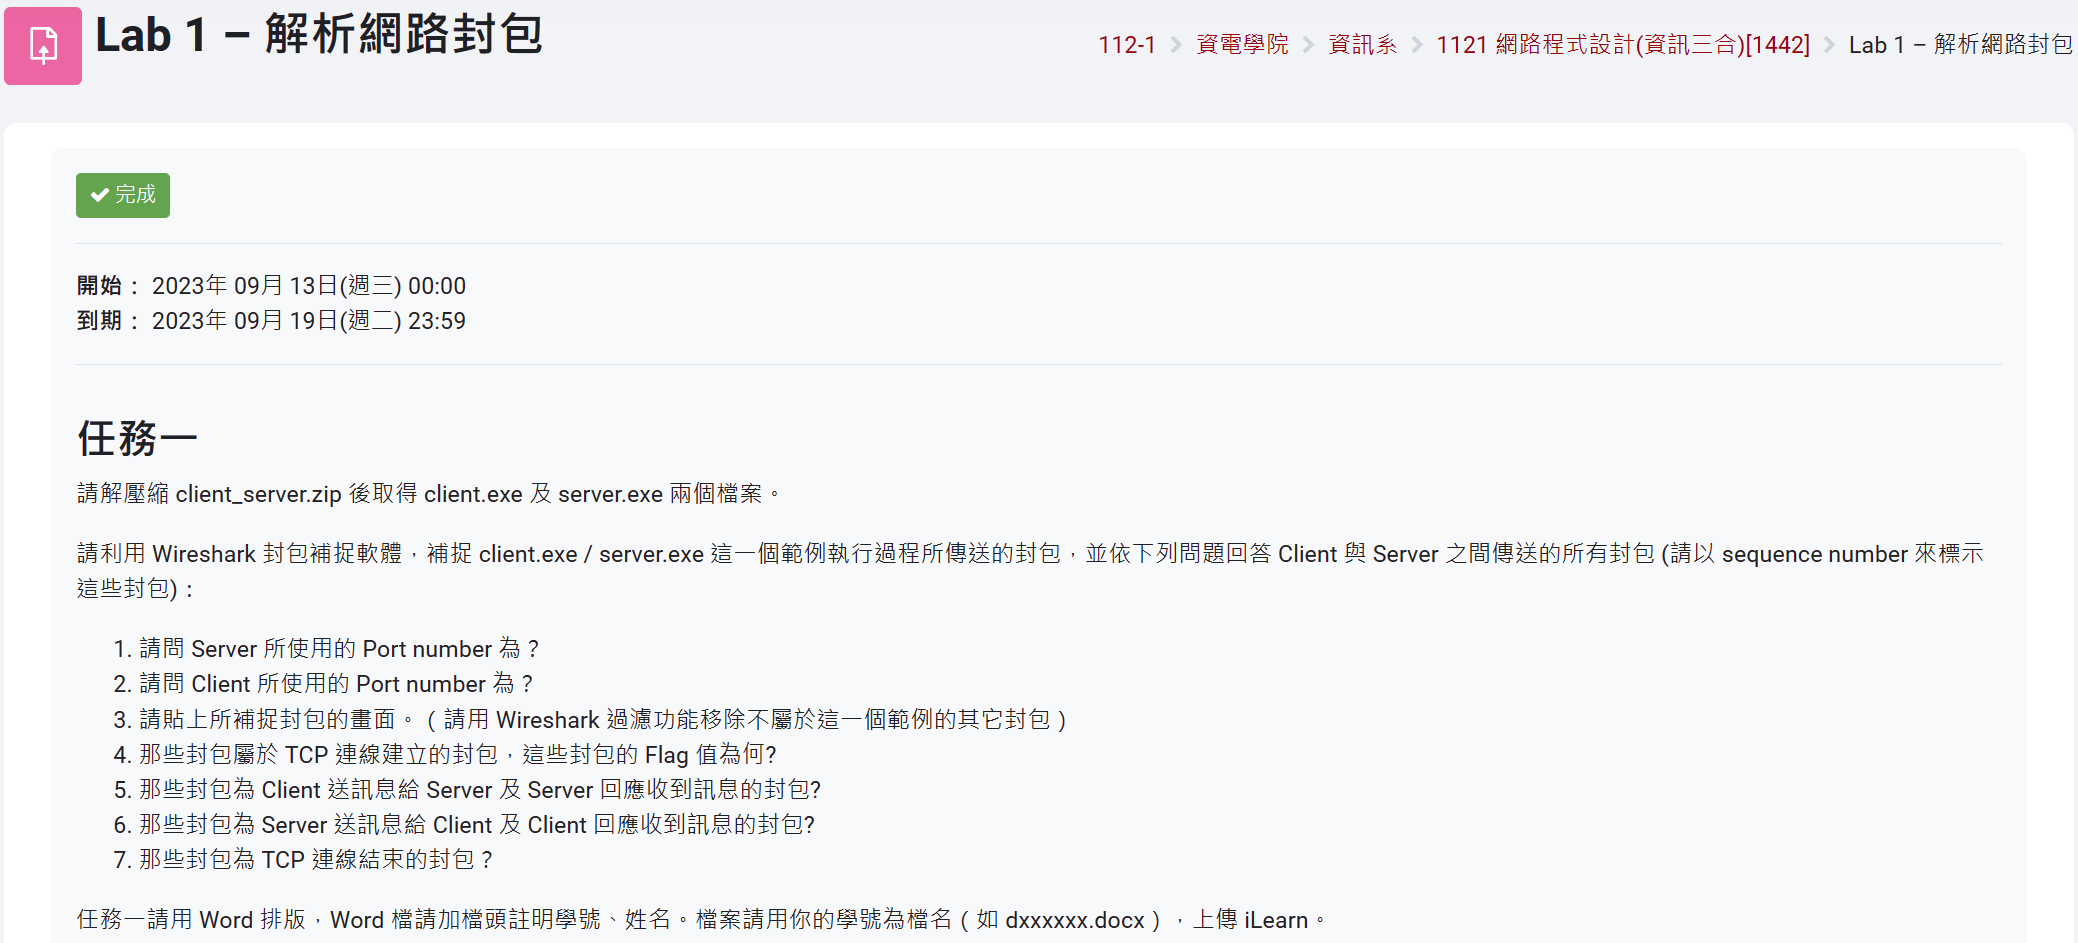 Lab 1 – 解析網路封包
112-1 > 資電學院 > 資訊系 > 1121 網路程式設計(資訊三合)[1442] > Lab 1 – 解析網路封包
完成
開始： 2023年 09月 13日(週三) 00:00
到期： 2023年 09月 19日(週二) 23:59
任務一
請解壓縮 client_server.zip 後取得 client.exe 及 server.exe 兩個檔案。
請利用 Wireshark 封包補捉軟體，補捉 client.exe / server.exe 這一個範例執行過程所傳送的封包，並依下列問題回答 Client 與 Server 之間傳送的所有封包 (請以 sequence number 來標示
這些封包)：
1. 請問 Server 所使用的 Port number 為？
2. 請問 Client 所使用的 Port number 為？
3. 請貼上所補捉封包的畫面。（請用 Wireshark 過濾功能移除不屬於這一個範例的其它封包）
4. 那些封包屬於 TCP 連線建立的封包，這些封包的 Flag 值為何?
5. 那些封包為 Client 送訊息給 Server 及 Server 回應收到訊息的封包?
6. 那些封包為 Server 送訊息給 Client 及 Client 回應收到訊息的封包?
7. 那些封包為 TCP 連線結束的封包？
任務一請用 Word 排版，Word 檔請加檔頭註明學號、姓名。檔案請用你的學號為檔名（如 dxxxxxx.docx），上傳 iLearn。